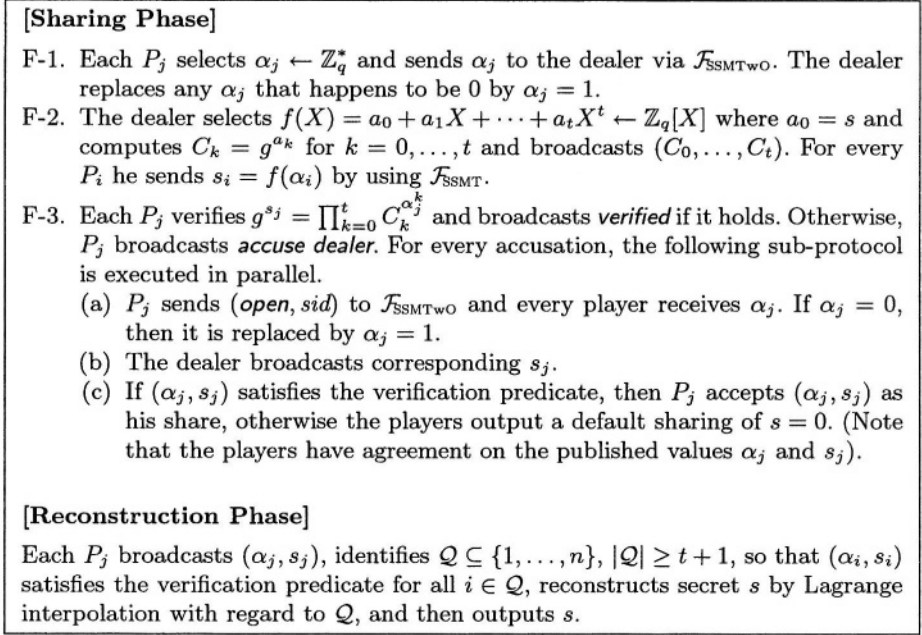 [Sharing Phase]
F-1. Each P_j selects α_j ← ℤ*_q and sends α_j to the dealer via ℱ_SSMTwO. The dealer
replaces any α_j that happens to be 0 by α_j = 1.
F-2. The dealer selects f(X) = a_0 + a_1X + ··· + a_tX^t ← ℤ_q[X] where a_0 = s and
computes C_k = g^{a_k} for k = 0, . . . , t and broadcasts (C_0, . . . , C_t). For every
P_i he sends s_i = f(α_i) by using ℱ_SSMT.
F-3. Each P_j verifies g^{s_j} = ∏_{k=0}^{t} C_k^{α_j^k} and broadcasts verified if it holds. Otherwise,
P_j broadcasts accuse dealer. For every accusation, the following sub-protocol
is executed in parallel.
(a) P_j sends (open, sid) to ℱ_SSMTwO and every player receives α_j. If α_j = 0,
then it is replaced by α_j = 1.
(b) The dealer broadcasts corresponding s_j.
(c) If (α_j, s_j) satisfies the verification predicate, then P_j accepts (α_j, s_j) as
his share, otherwise the players output a default sharing of s = 0. (Note
that the players have agreement on the published values α_j and s_j).
[Reconstruction Phase]
Each P_j broadcasts (α_j, s_j), identifies 𝒬 ⊆ {1, . . . , n}, |𝒬| ≥ t + 1, so that (α_i, s_i)
satisfies the verification predicate for all i ∈ 𝒬, reconstructs secret s by Lagrange
interpolation with regard to 𝒬, and then outputs s.